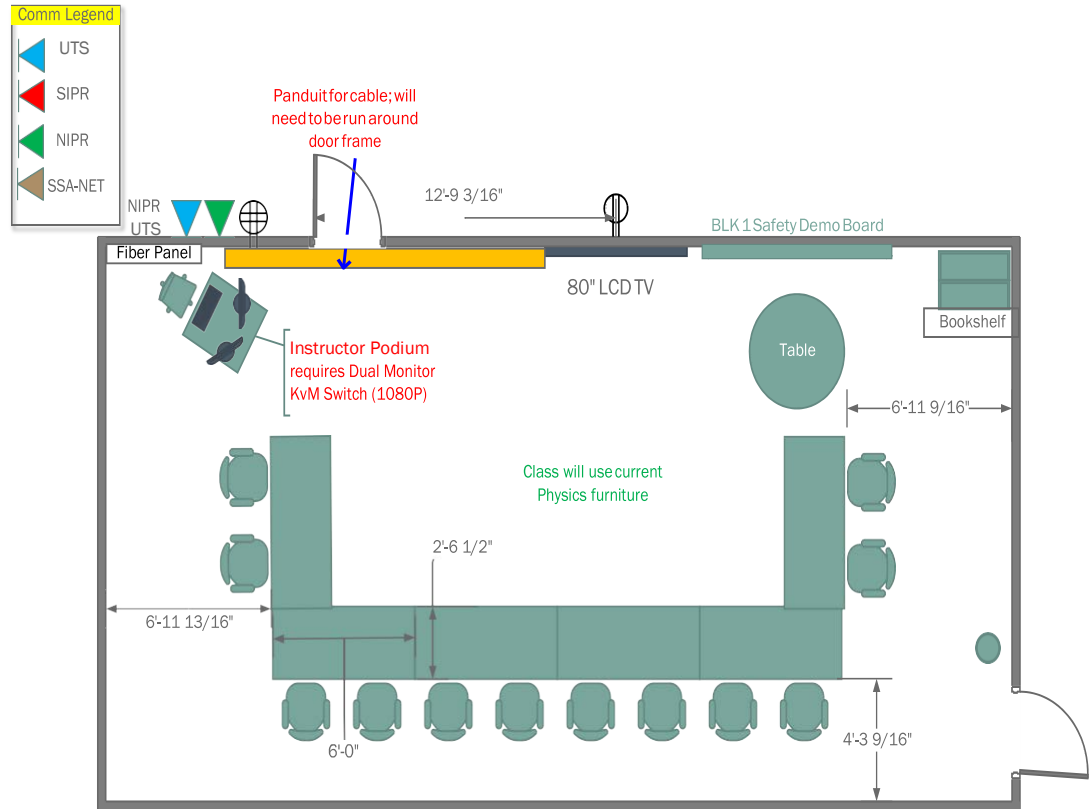 Comm Legend
UTS
SIPR
NIPR
SSA-NET
Panduit for cable; will
need to be run around
door frame
12'-9 3/16"
NIPR
UTS
BLK 1 Safety Demo Board
Fiber Panel
80" LCD TV
Bookshelf
Instructor Podium
requires Dual Monitor
KvM Switch (1080P)
Table
6'-11 9/16"
Class will use current
Physics furniture
2'-6 1/2"
6'-11 13/16"
6'-0"
4'-3 9/16"